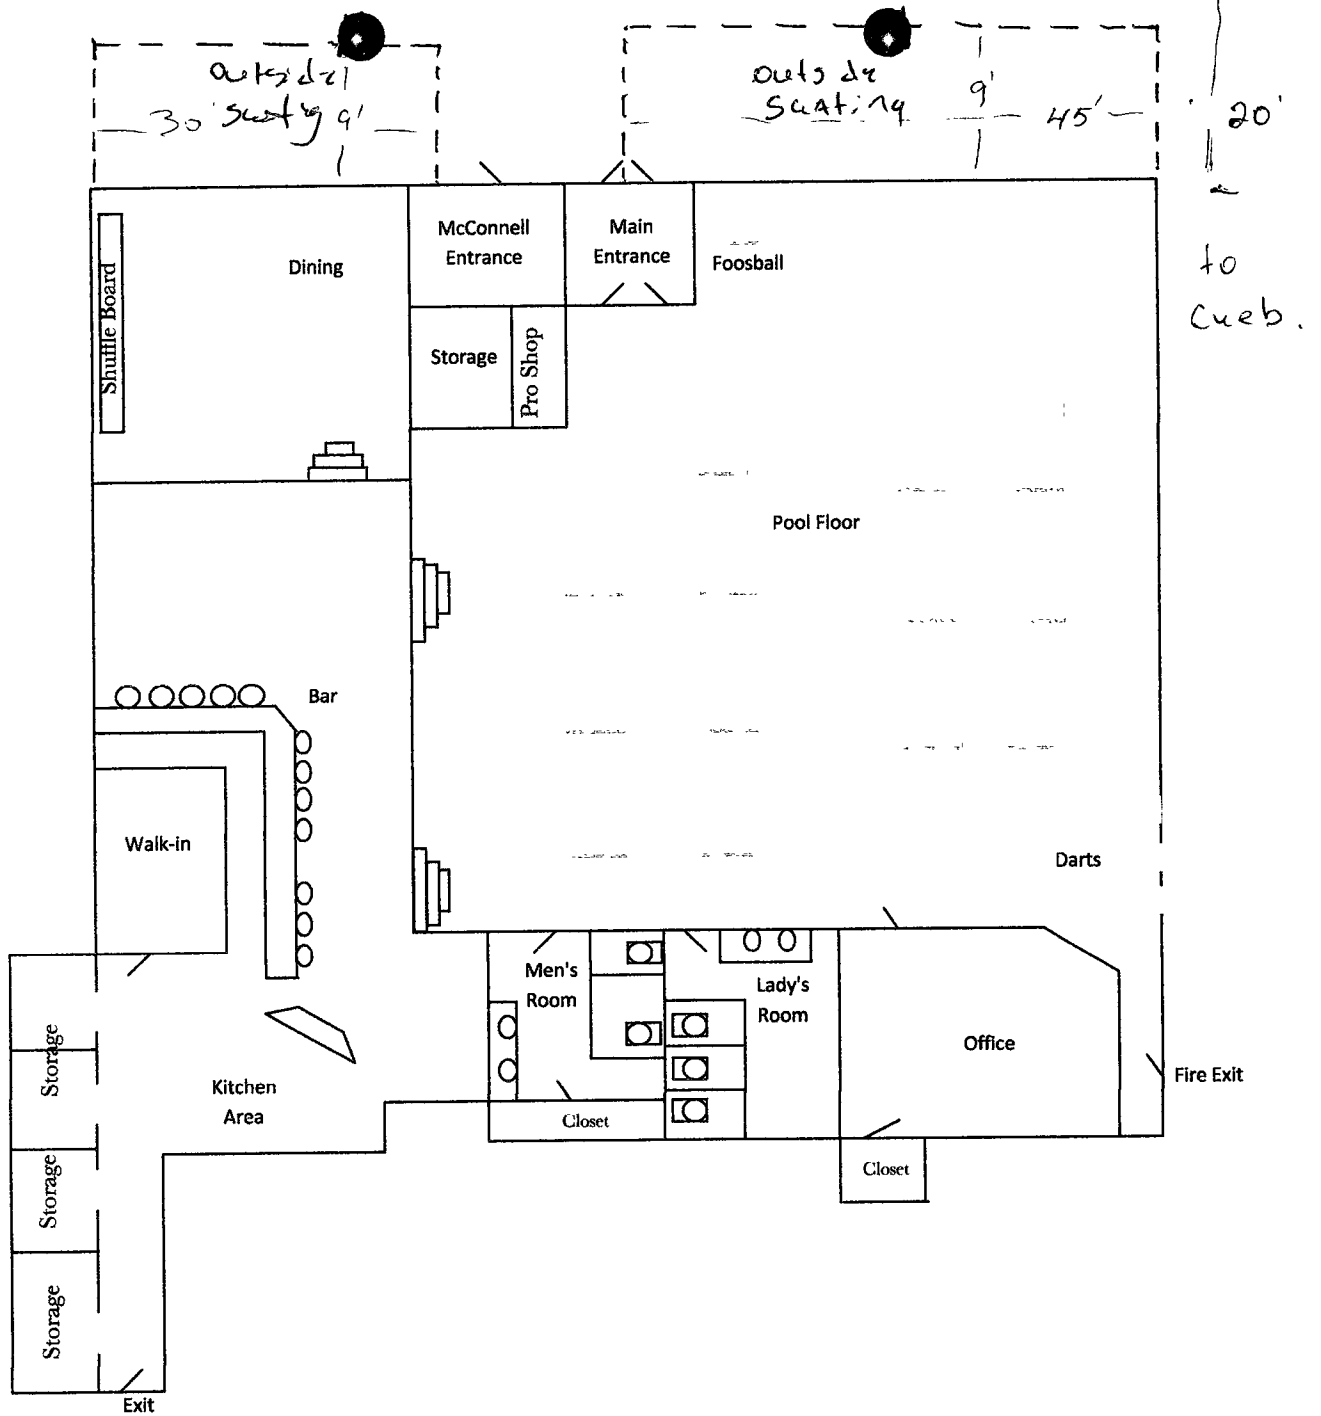 outside
seating
30'
9'
outside
seating
9'
45'
20'
to
Cueb.
McConnell
Entrance
Main
Entrance
Foosball
Dining
Shuffle Board
Storage
Pro Shop
Pool Floor
Bar
Walk-in
Darts
Men's
Room
Lady's
Room
Office
Storage
Kitchen
Area
Fire Exit
Closet
Closet
Storage
Storage
Exit